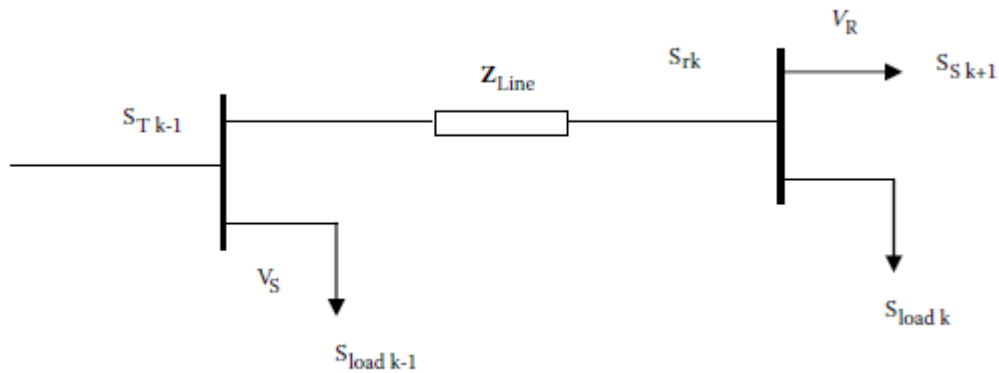 V_R
S_rk
S_S k+1
Z_Line
S_T k-1
V_S
S_load k
S_load k-1